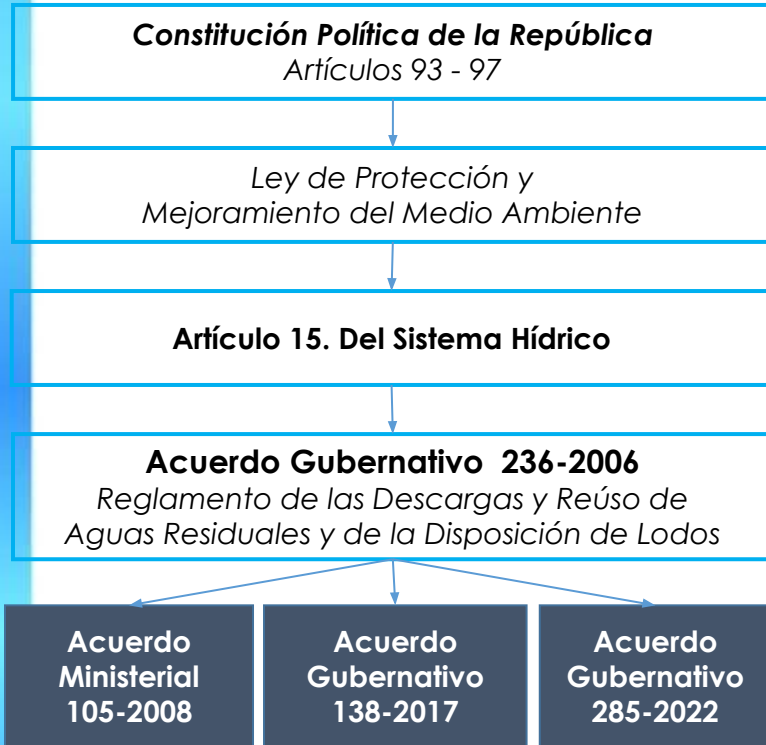 Constitución Política de la República
Artículos 93 - 97
Ley de Protección y
Mejoramiento del Medio Ambiente
Artículo 15. Del Sistema Hídrico
Acuerdo Gubernativo 236-2006
Reglamento de las Descargas y Reúso de
Aguas Residuales y de la Disposición de Lodos
Acuerdo
Ministerial
105-2008
Acuerdo
Gubernativo
138-2017
Acuerdo
Gubernativo
285-2022